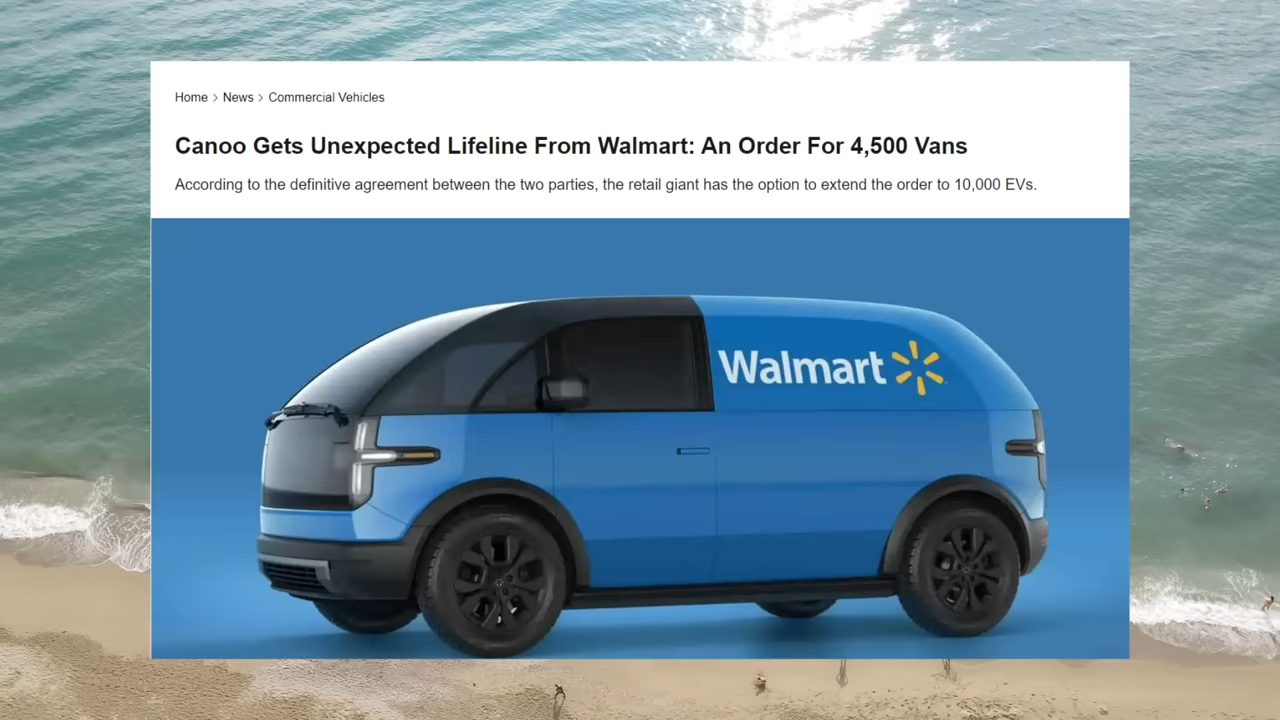 Home > News > Commercial Vehicles
Canoo Gets Unexpected Lifeline From Walmart: An Order For 4,500 Vans
According to the definitive agreement between the two parties, the retail giant has the option to extend the order to 10,000 EVs.
Walmart